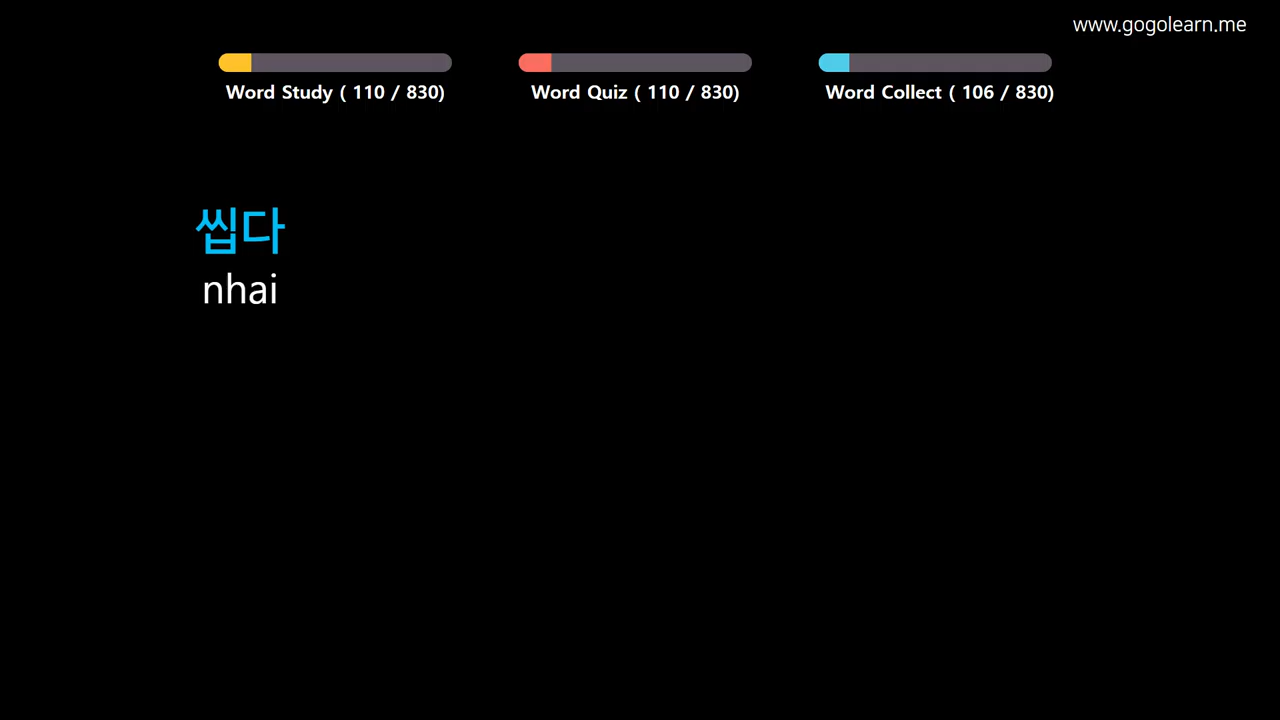 www.gogolearn.me
Word Study ( 110 / 830)
Word Quiz ( 110 / 830)
Word Collect ( 106 / 830)
씹다
nhai